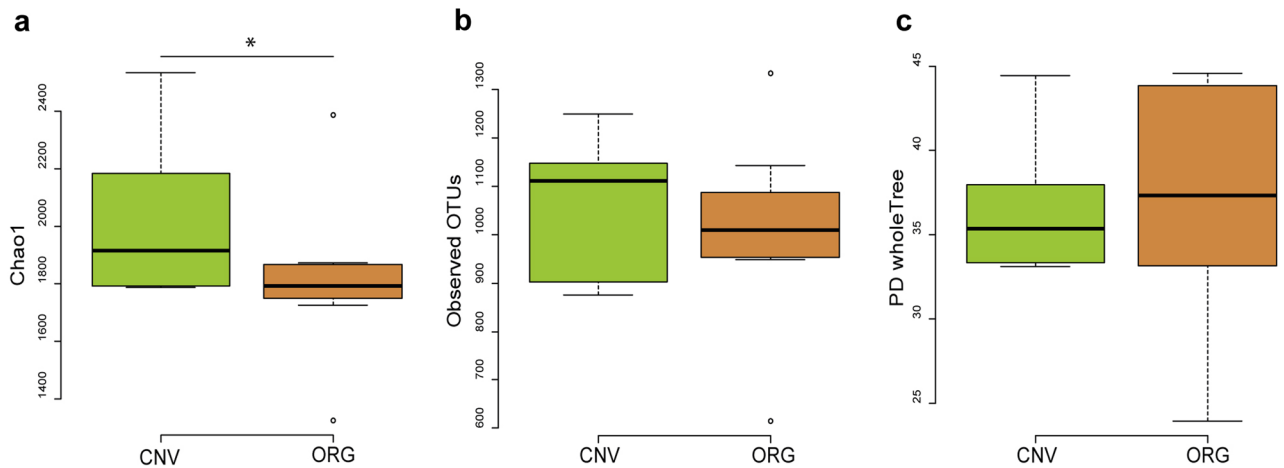 a
*
Chao1
2400
2200
2000
1800
1600
1400
CNV
ORG
b
Observed OTUs
1300
1200
1100
1000
900
800
700
600
CNV
ORG
c
PD wholeTree
45
40
35
30
25
CNV
ORG